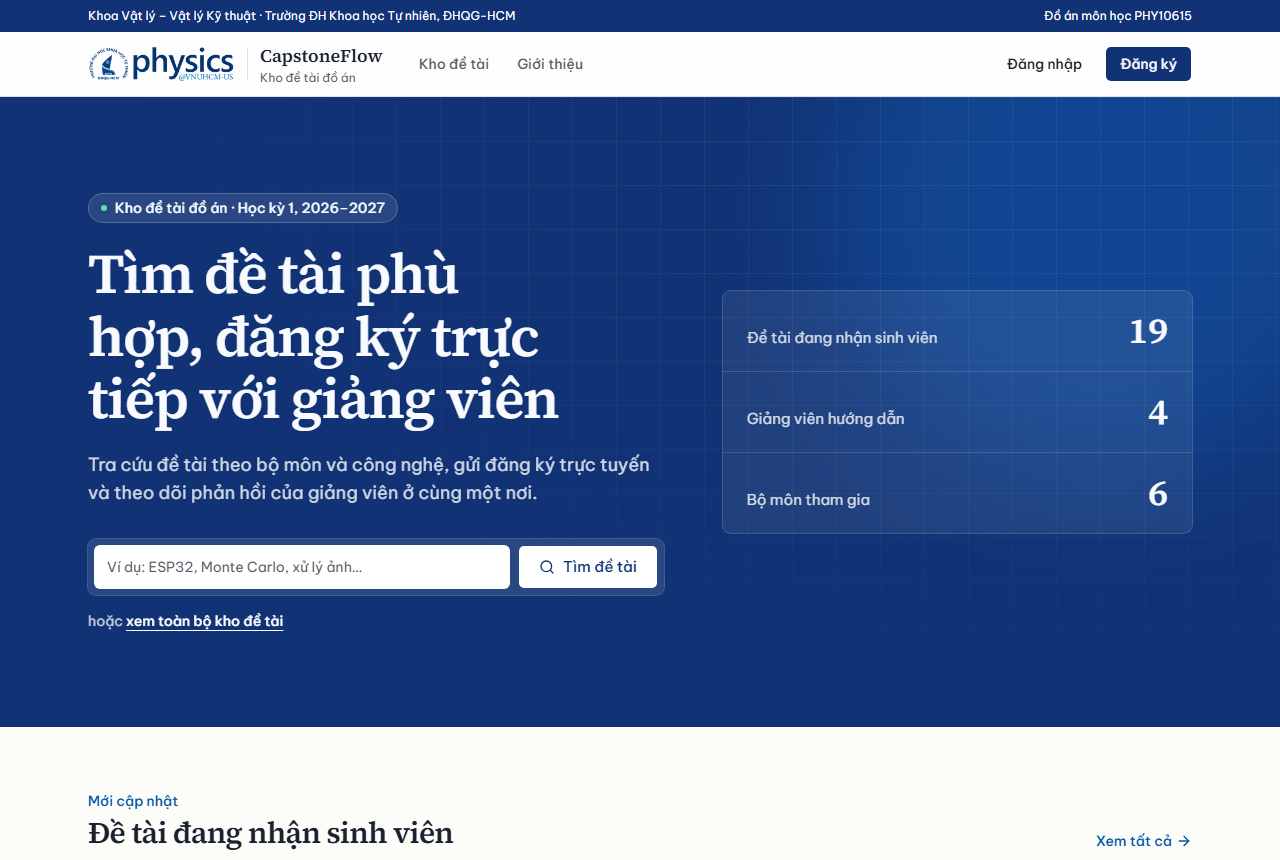 Khoa Vật lý – Vật lý Kỹ thuật · Trường ĐH Khoa học Tự nhiên, ĐHQG-HCM
Đồ án môn học PHY10615
physics
@VNUHCM-US
ĐHQG-HCM
CapstoneFlow
Kho đề tài đồ án
Kho đề tài
Giới thiệu
Đăng nhập
Đăng ký
Kho đề tài đồ án · Học kỳ 1, 2026–2027
Tìm đề tài phù
hợp, đăng ký trực
tiếp với giảng viên
Tra cứu đề tài theo bộ môn và công nghệ, gửi đăng ký trực tuyến
và theo dõi phản hồi của giảng viên ở cùng một nơi.
Ví dụ: ESP32, Monte Carlo, xử lý ảnh...
Tìm đề tài
hoặc xem toàn bộ kho đề tài
Đề tài đang nhận sinh viên
19
Giảng viên hướng dẫn
4
Bộ môn tham gia
6
Mới cập nhật
Đề tài đang nhận sinh viên
Xem tất cả →